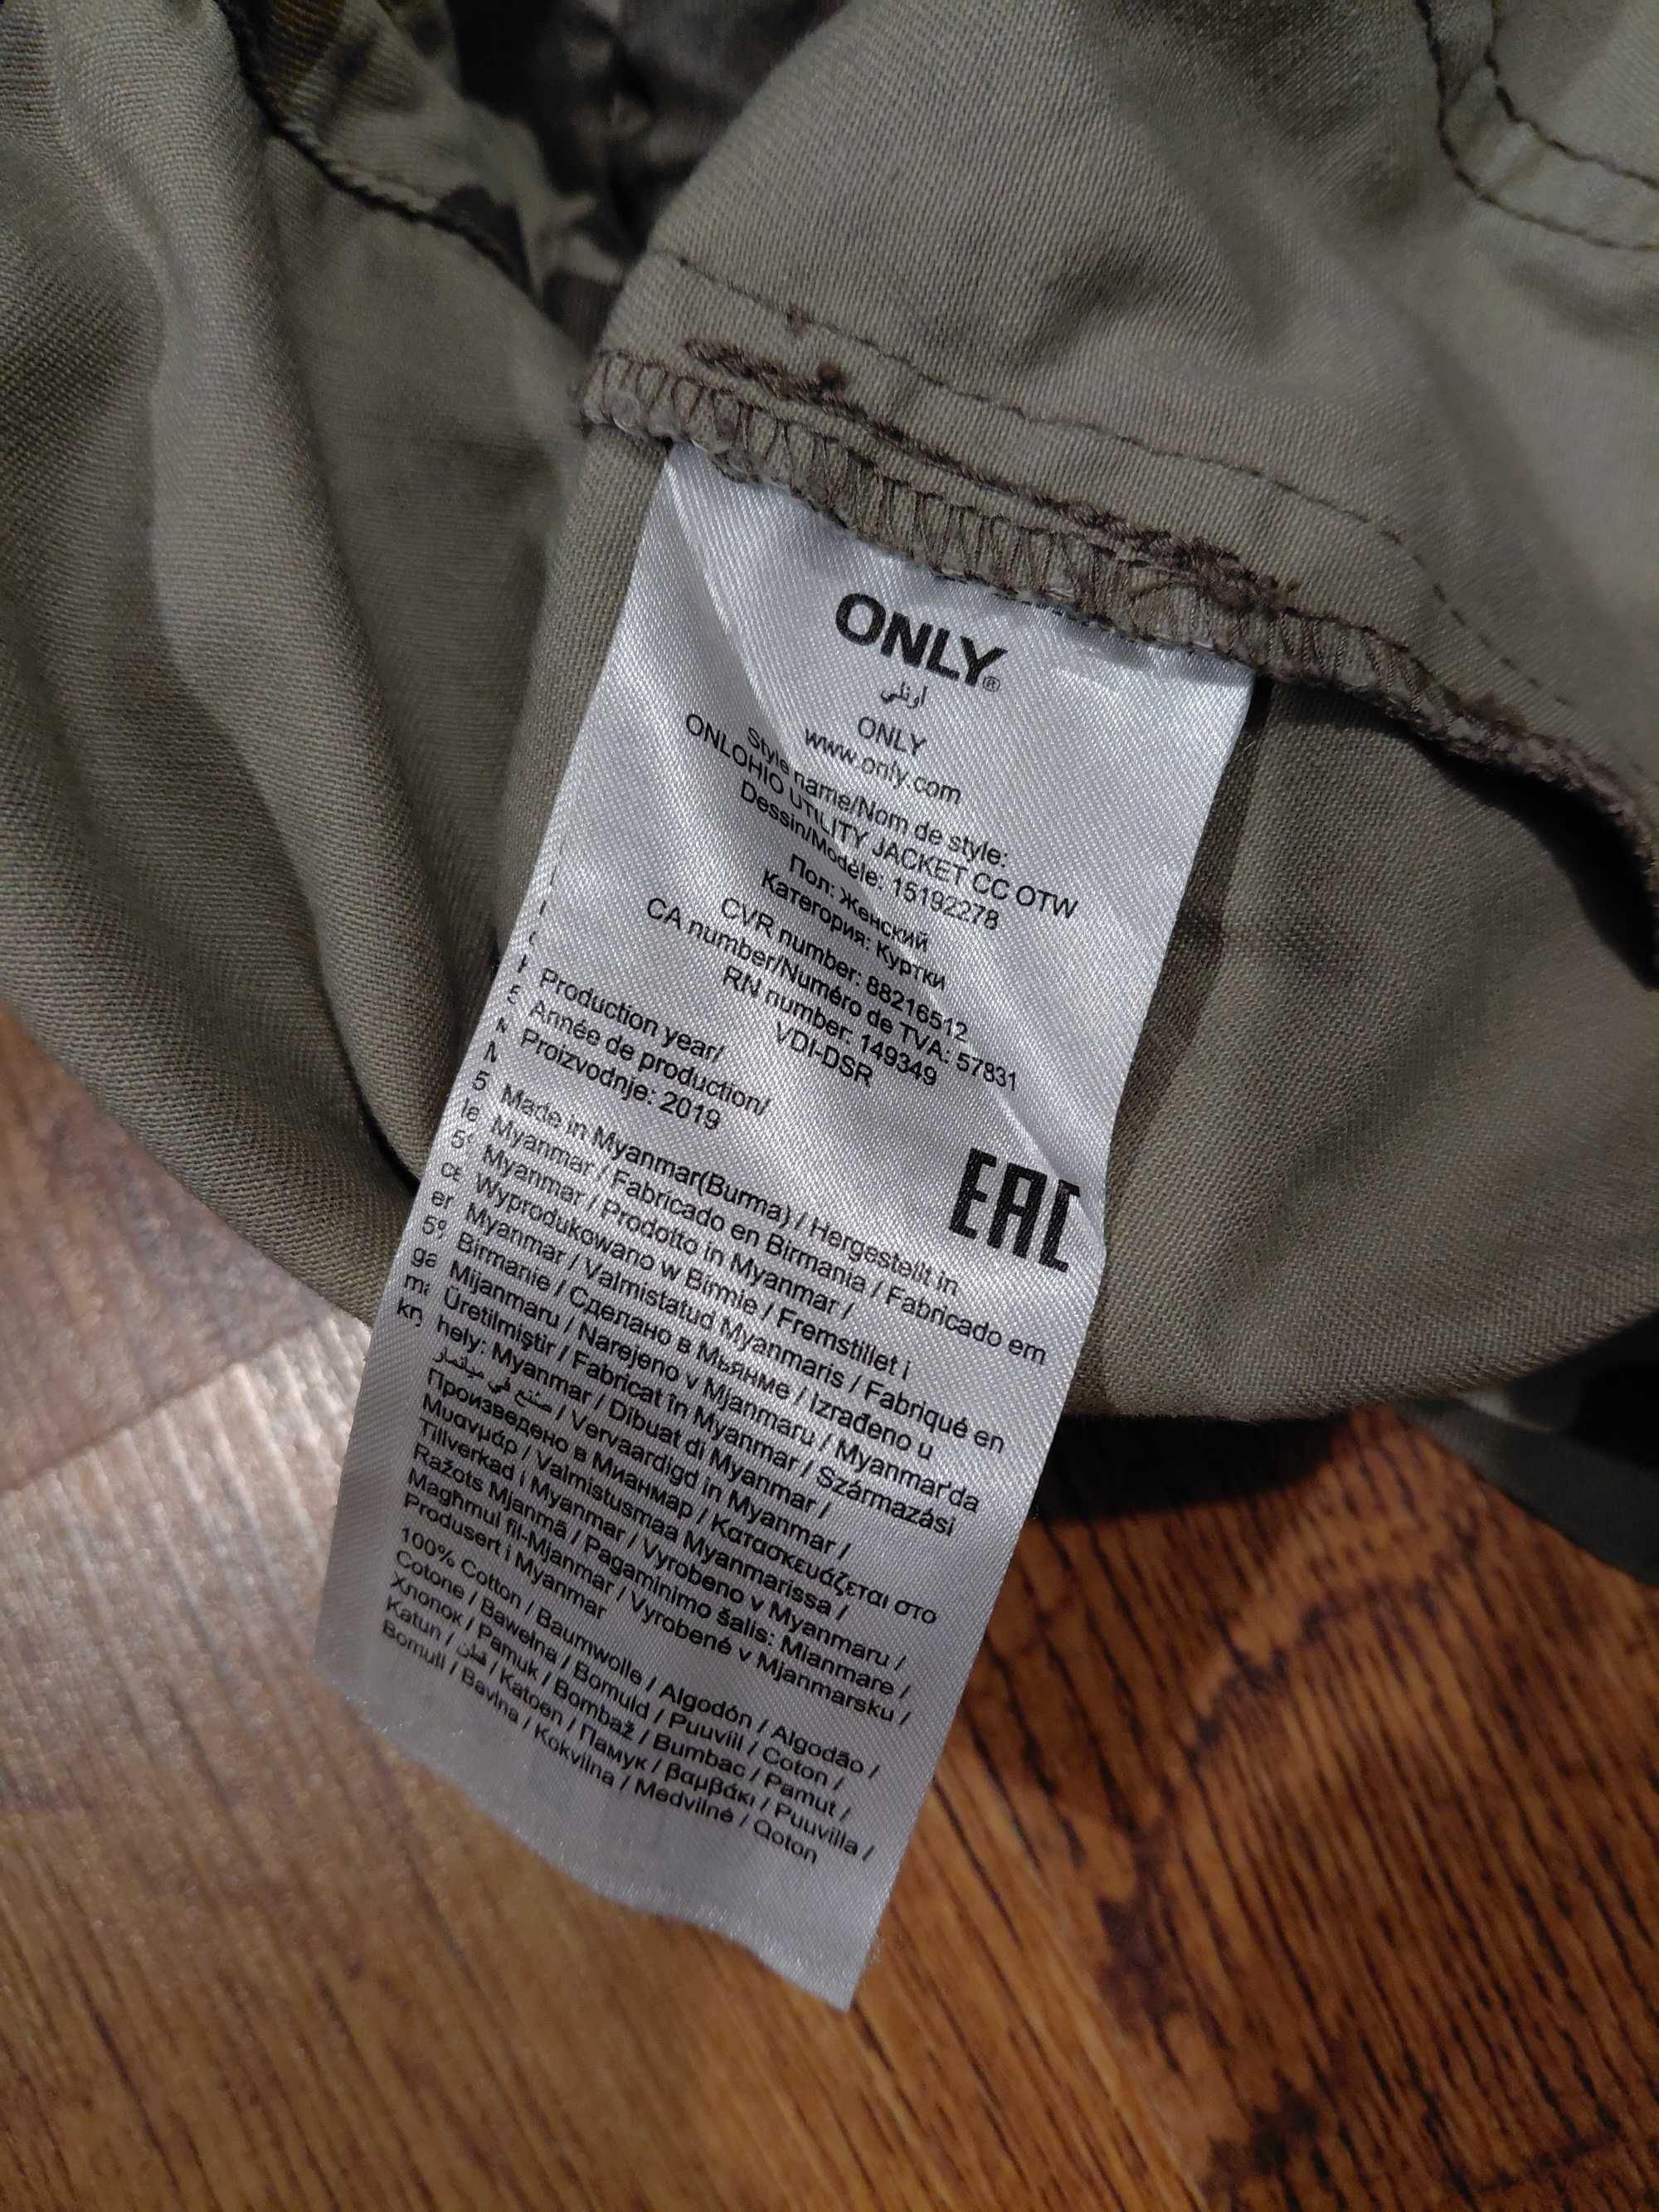 ONLY®
أونلي
ONLY
www.only.com
Style name/Nom de style:
ONLOHIO UTILITY JACKET CC OTW
Dessin/Modèle: 15192278
Пол: Женский
Категория: Куртки
CVR number: 88216512
CA number/Numéro de TVA: 57831
RN number: 149349
VDI-DSR
Production year/
Année de production/
Proizvodnje: 2019
EAC
Made in Myanmar(Burma) / Hergestellt in
Myanmar / Fabricado en Birmania / Fabricado em
Myanmar / Prodotto in Myanmar /
Wyprodukowano w Birmie / Fremstillet i
Myanmar / Valmistatud Myanmaris / Fabriqué en
Birmanie / Сделано в Мьянме / Izrađeno u
Mijanmaru / Narejeno v Mjanmaru / Myanmar'da
Üretilmiştir / Fabricat în Myanmar / Származási
hely: Myanmar / Dibuat di Myanmar /
صُنع في ميانمار / Vervaardigd in Myanmar /
Произведено в Мианмар / Κατασκευάζεται στο
Μυανμάρ / Valmistusmaa Myanmarissa /
Tillverkad i Myanmar / Vyrobeno v Myanmaru /
Ražots Mjanmā / Pagaminimo šalis: Mianmare /
Magħmul fil-Mjanmar / Vyrobené v Mjanmarsku /
Produsert i Myanmar
100% Cotton / Baumwolle / Algodón / Algodão /
Cotone / Bawełna / Bomuld / Puuvill / Coton /
Хлопок / Pamuk / Bombaž / Bumbac / Pamut /
Katun / قطن / Katoen / Памук / βαμβάκι / Puuvilla /
Bomull / Bavlna / Kokvilna / Medvilnė / Qoton